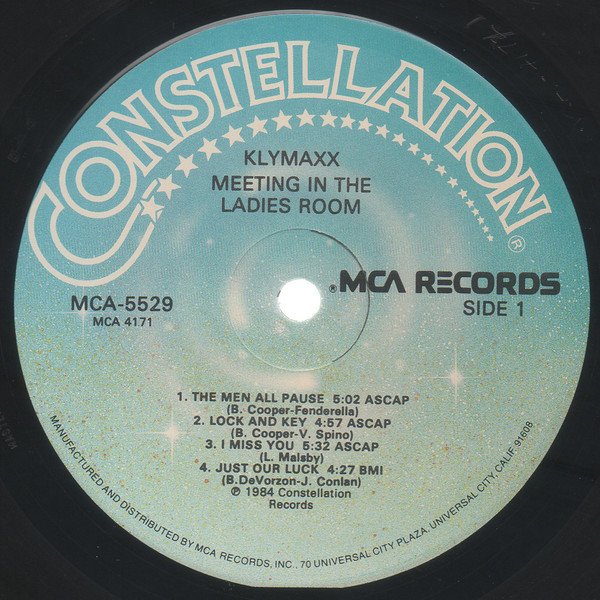 CONSTELLATION®
KLYMAXX
MEETING IN THE
LADIES ROOM
MCA-5529
MCA 4171
®MCA RECORDS
SIDE 1
1. THE MEN ALL PAUSE 5:02 ASCAP
(B. Cooper-Fenderella)
2. LOCK AND KEY 4:57 ASCAP
(B. Cooper-V. Spino)
3. I MISS YOU 5:32 ASCAP
(L. Malsby)
4. JUST OUR LUCK 4:27 BMI
(B.DeVorzon-J. Conlan)
℗ 1984 Constellation
Records
MANUFACTURED AND DISTRIBUTED BY MCA RECORDS, INC., 70 UNIVERSAL CITY PLAZA, UNIVERSAL CITY, CALIF. 91608